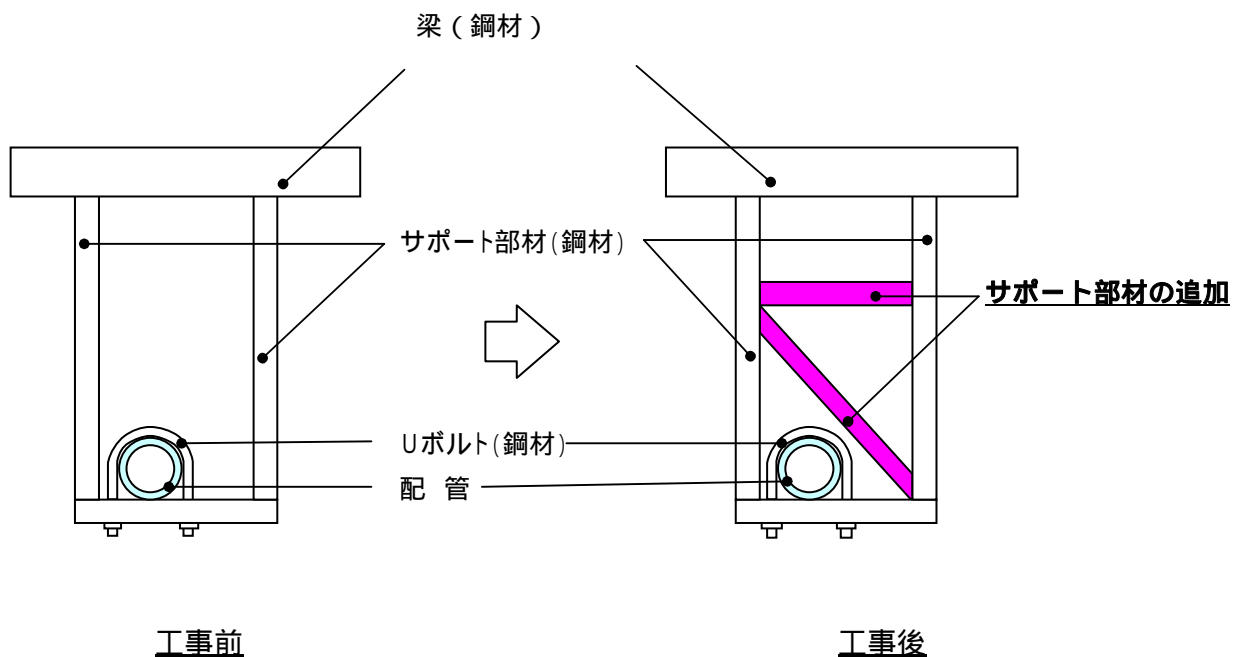 梁（鋼材）
サポート部材(鋼材)
サポート部材の追加
Uボルト(鋼材)
配 管
工事前
工事後